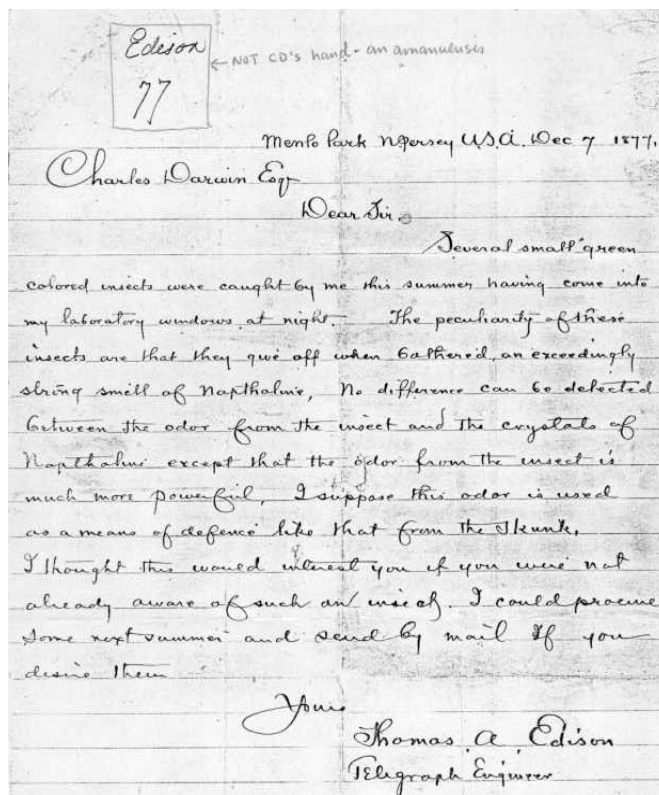 Edison
77
← NOT CD's hand - an amanuensis
Menlo Park N Jersey U.S.A. Dec 7 1877.
Charles Darwin Esqr
Dear Sir.
Several small green
colored insects were caught by me this summer having come into
my laboratory windows at night. The peculiarity of these
insects are that they give off when bothered, an exceedingly
strong smell of Napthaline, No difference can be detected
between the odor from the insect and the crystals of
Napthaline except that the odor from the insect is
much more powerful, I suppose this odor is used
as a means of defence like that from the Skunk,
I thought this would interest you if you were not
already aware of such an insect. I could procure
some next summer and send by mail If you
desire them
Yours
Thomas A Edison
Telegraph Engineer